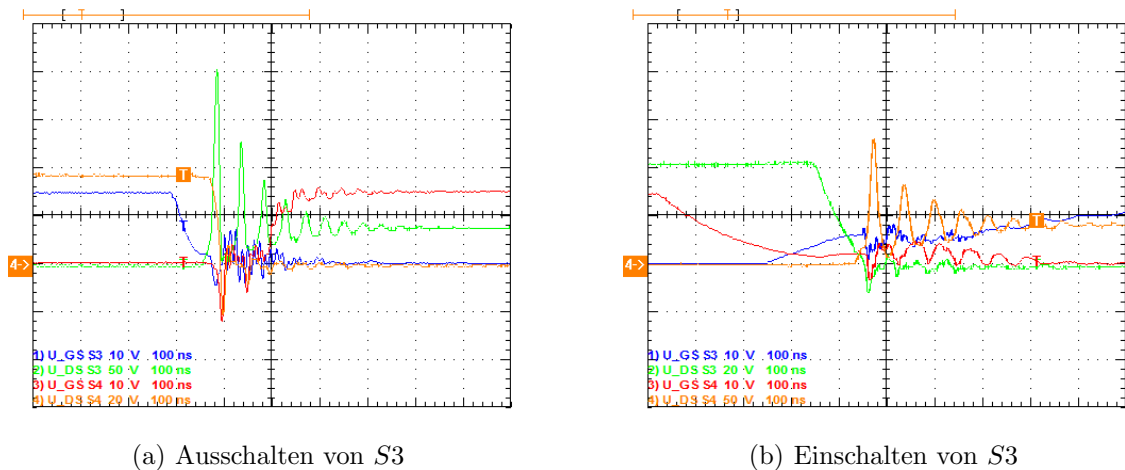 T
T
T
4->
1) U_GS S3 10 V 100 ns
2) U_DS S3 50 V 100 ns
3) U_GS S4 10 V 100 ns
4) U_DS S4 20 V 100 ns
(a) Ausschalten von S3
T
T
4->
1) U_GS S3 10 V 100 ns
2) U_DS S3 20 V 100 ns
3) U_GS S4 10 V 100 ns
4) U_DS S4 50 V 100 ns
(b) Einschalten von S3